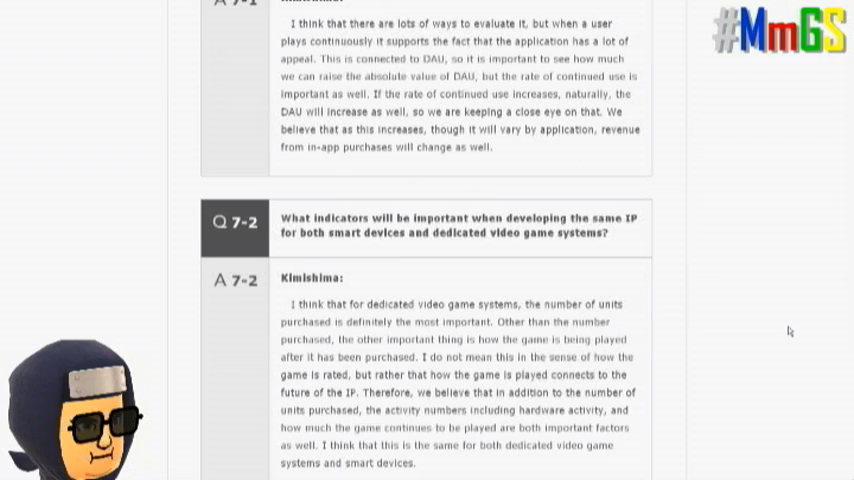 #MmGS
A 7-1
I think that there are lots of ways to evaluate it, but when a user
plays continuously it supports the fact that the application has a lot of
appeal. This is connected to DAU, so it is important to see how much
we can raise the absolute value of DAU, but the rate of continued use is
important as well. If the rate of continued use increases, naturally, the
DAU will increase as well, so we are keeping a close eye on that. We
believe that as this increases, though it will vary by application, revenue
from in-app purchases will change as well.
Q 7-2
What indicators will be important when developing the same IP
for both smart devices and dedicated video game systems?
A 7-2
Kimishima:
I think that for dedicated video game systems, the number of units
purchased is definitely the most important. Other than the number
purchased, the other important thing is how the game is being played
after it has been purchased. I do not mean this in the sense of how the
game is rated, but rather that how the game is played connects to the
future of the IP. Therefore, we believe that in addition to the number of
units purchased, the activity numbers including hardware activity, and
how much the game continues to be played are both important factors
as well. I think that this is the same for both dedicated video game
systems and smart devices.